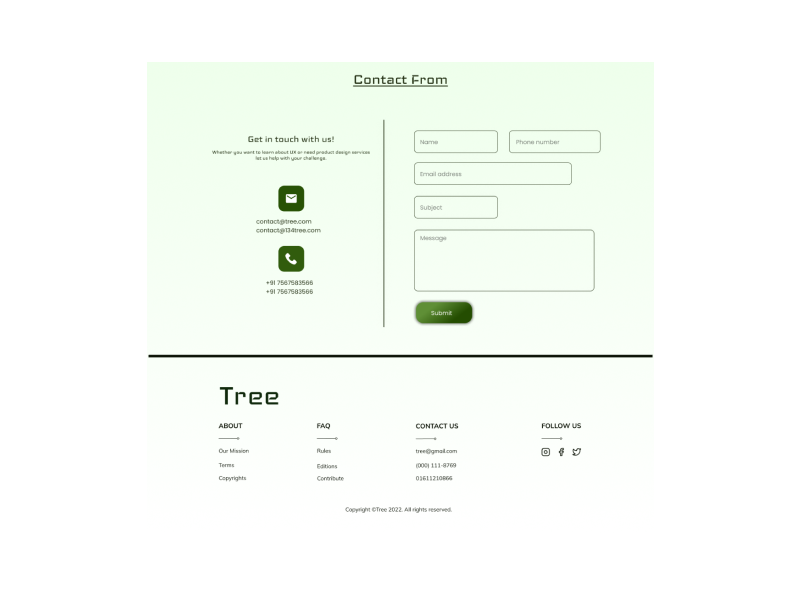 Contact From
Get in touch with us!
Whether you want to learn about UX or need product design services
let us help with your challenge.
contact@tree.com
contact@134tree.com
+91 7567583566
+91 7567583566
Name
Phone number
Email address
Subject
Message
Submit
Tree
ABOUT
Our Mission
Terms
Copyrights
FAQ
Rules
Editions
Contribute
CONTACT US
tree@gmail.com
(000) 111-8769
01611210866
FOLLOW US
Copyright ©Tree 2022. All rights reserved.